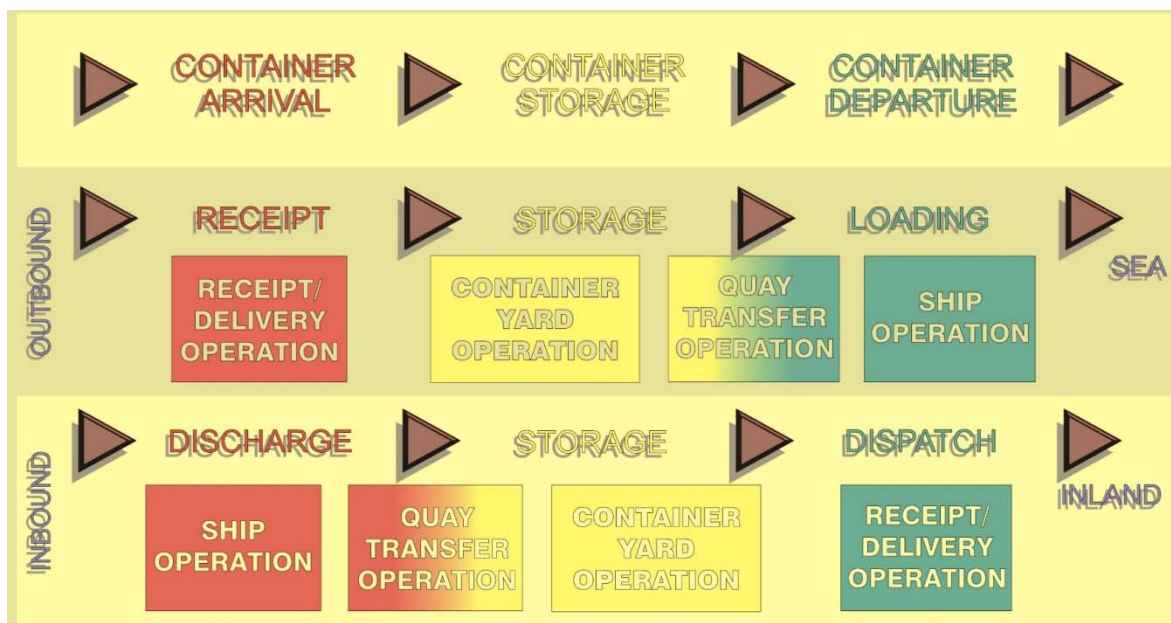 CONTAINER
ARRIVAL
CONTAINER
STORAGE
CONTAINER
DEPARTURE
OUTBOUND
RECEIPT
STORAGE
LOADING
SEA
RECEIPT/
DELIVERY
OPERATION
CONTAINER
YARD
OPERATION
QUAY
TRANSFER
OPERATION
SHIP
OPERATION
INBOUND
DISCHARGE
STORAGE
DISPATCH
INLAND
SHIP
OPERATION
QUAY
TRANSFER
OPERATION
CONTAINER
YARD
OPERATION
RECEIPT/
DELIVERY
OPERATION